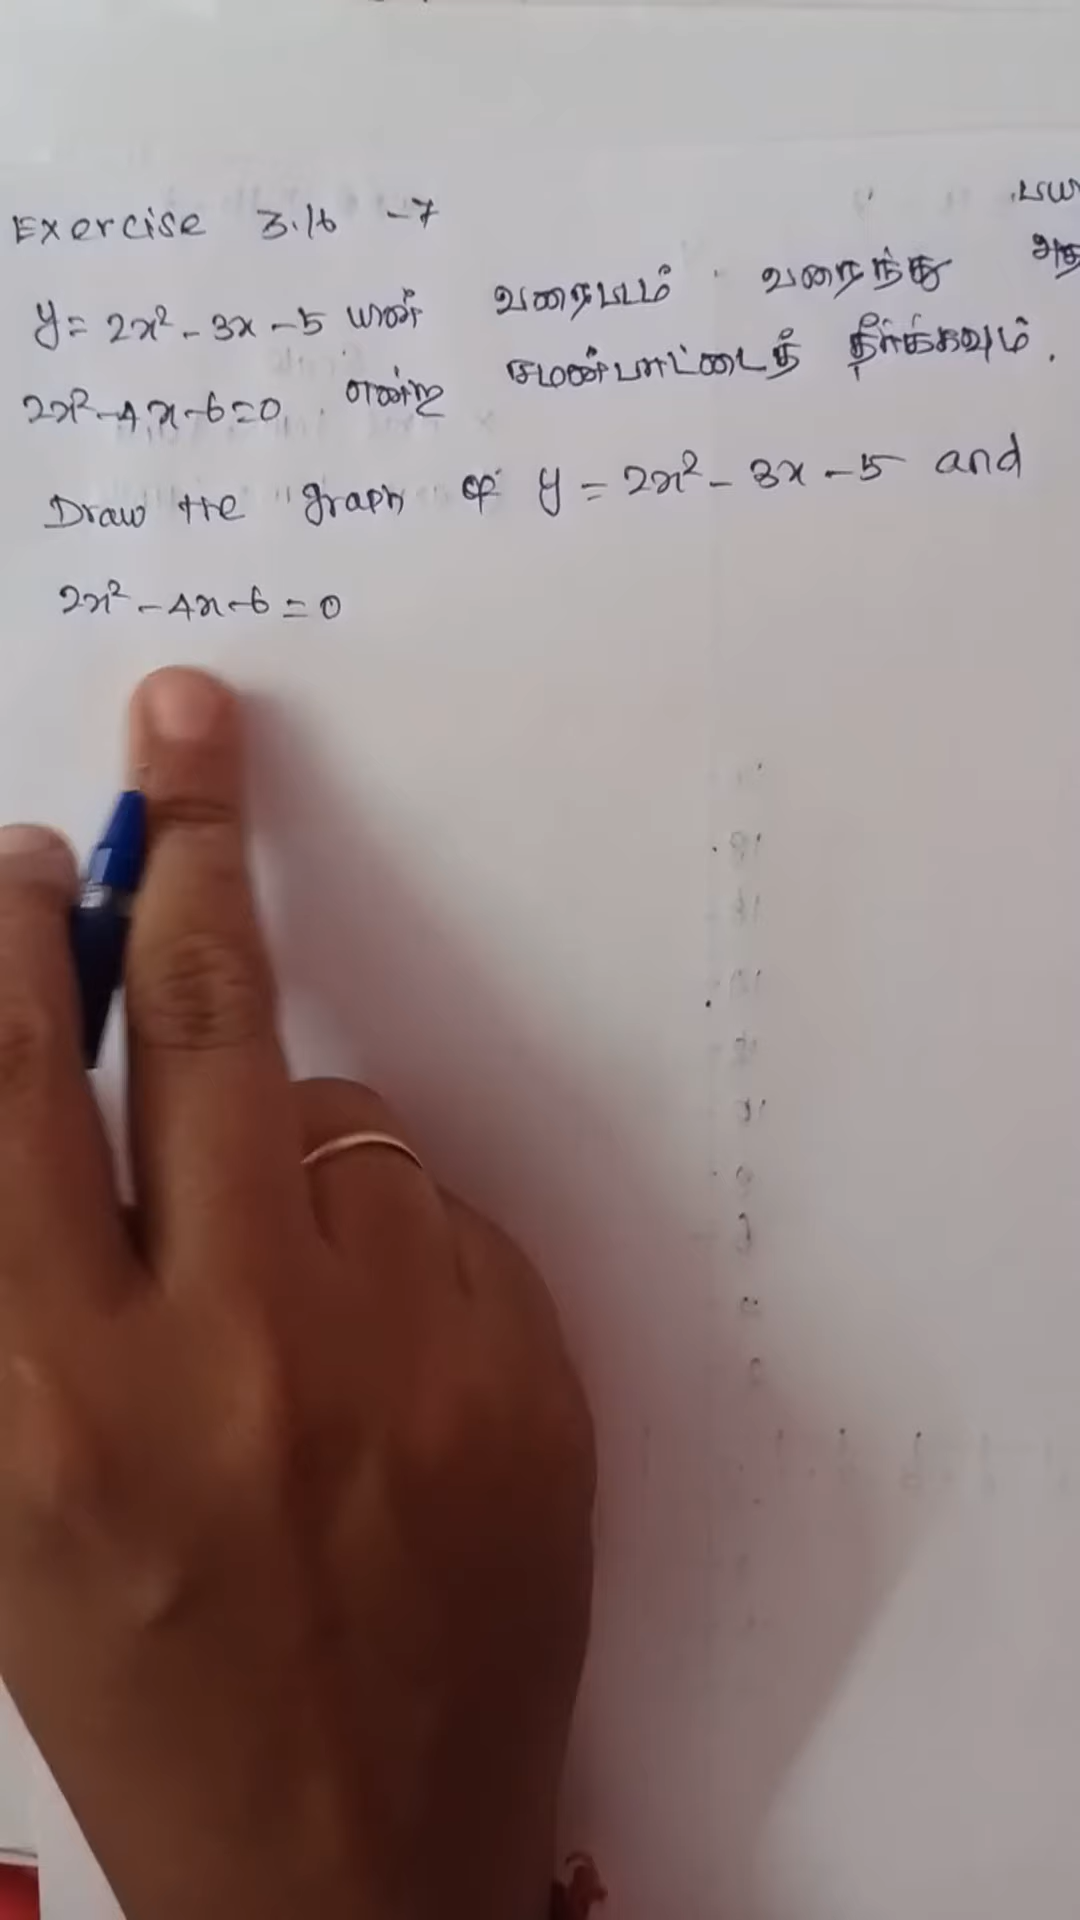 Exercise 3.16 -7
y = 2x² - 3x - 5 யின் வரைபடம் வரைந்து
2x² - 4x - 6 = 0 என்ற சமன்பாட்டைத் தீர்க்கவும்.
Draw the graph of y = 2x² - 3x - 5 and
2x² - 4x - 6 = 0